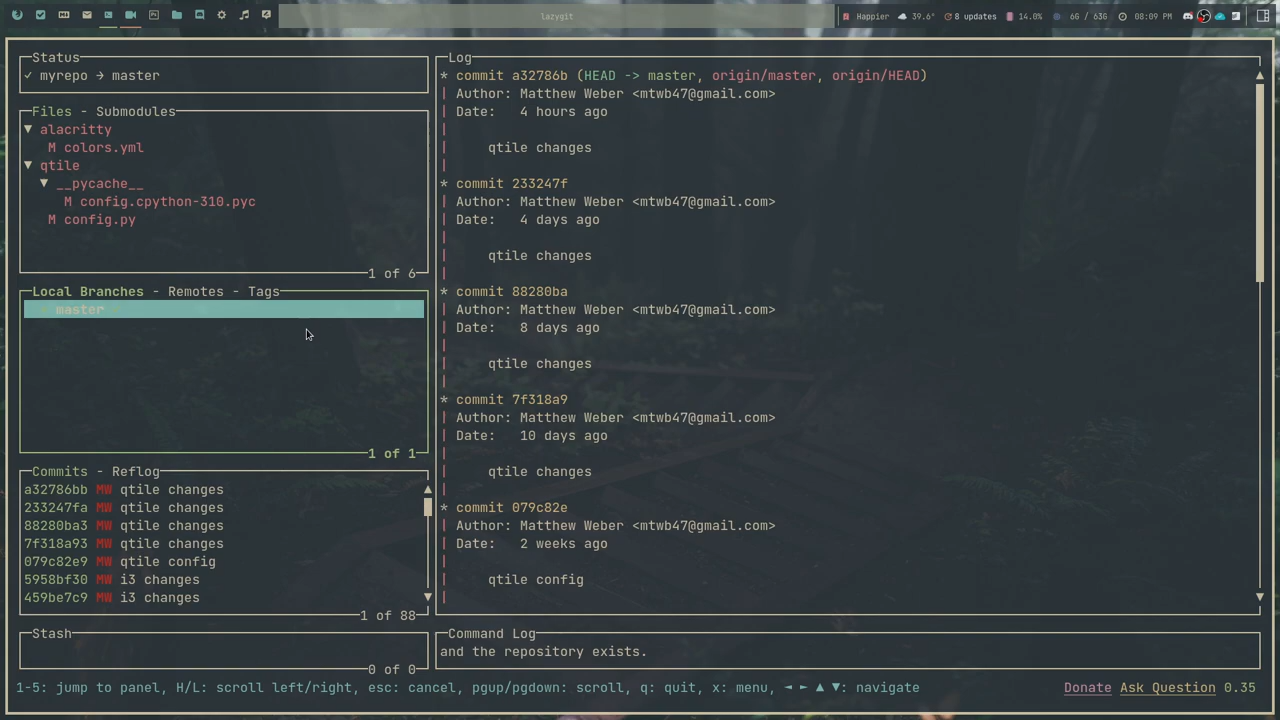 lazygit
Happier 39.6° 8 updates 14.0% 6G / 63G 08:09 PM
Status
✓ myrepo → master
Files - Submodules
▼ alacritty
M colors.yml
▼ qtile
▼ __pycache__
M config.cpython-310.pyc
M config.py
1 of 6
Local Branches - Remotes - Tags
master
1 of 1
Commits - Reflog
a32786bb MW qtile changes
233247fa MW qtile changes
88280ba3 MW qtile changes
7f318a93 MW qtile changes
079c82e9 MW qtile config
5958bf30 MW i3 changes
459be7c9 MW i3 changes
1 of 88
Stash
0 of 0
Log
* commit a32786b (HEAD -> master, origin/master, origin/HEAD)
| Author: Matthew Weber <mtwb47@gmail.com>
| Date: 4 hours ago
|
| qtile changes
|
* commit 233247f
| Author: Matthew Weber <mtwb47@gmail.com>
| Date: 4 days ago
|
| qtile changes
|
* commit 88280ba
| Author: Matthew Weber <mtwb47@gmail.com>
| Date: 8 days ago
|
| qtile changes
|
* commit 7f318a9
| Author: Matthew Weber <mtwb47@gmail.com>
| Date: 10 days ago
|
| qtile changes
|
* commit 079c82e
| Author: Matthew Weber <mtwb47@gmail.com>
| Date: 2 weeks ago
|
| qtile config
|
Command Log
and the repository exists.
1-5: jump to panel, H/L: scroll left/right, esc: cancel, pgup/pgdown: scroll, q: quit, x: menu, ◄ ► ▲ ▼: navigate
Donate Ask Question 0.35